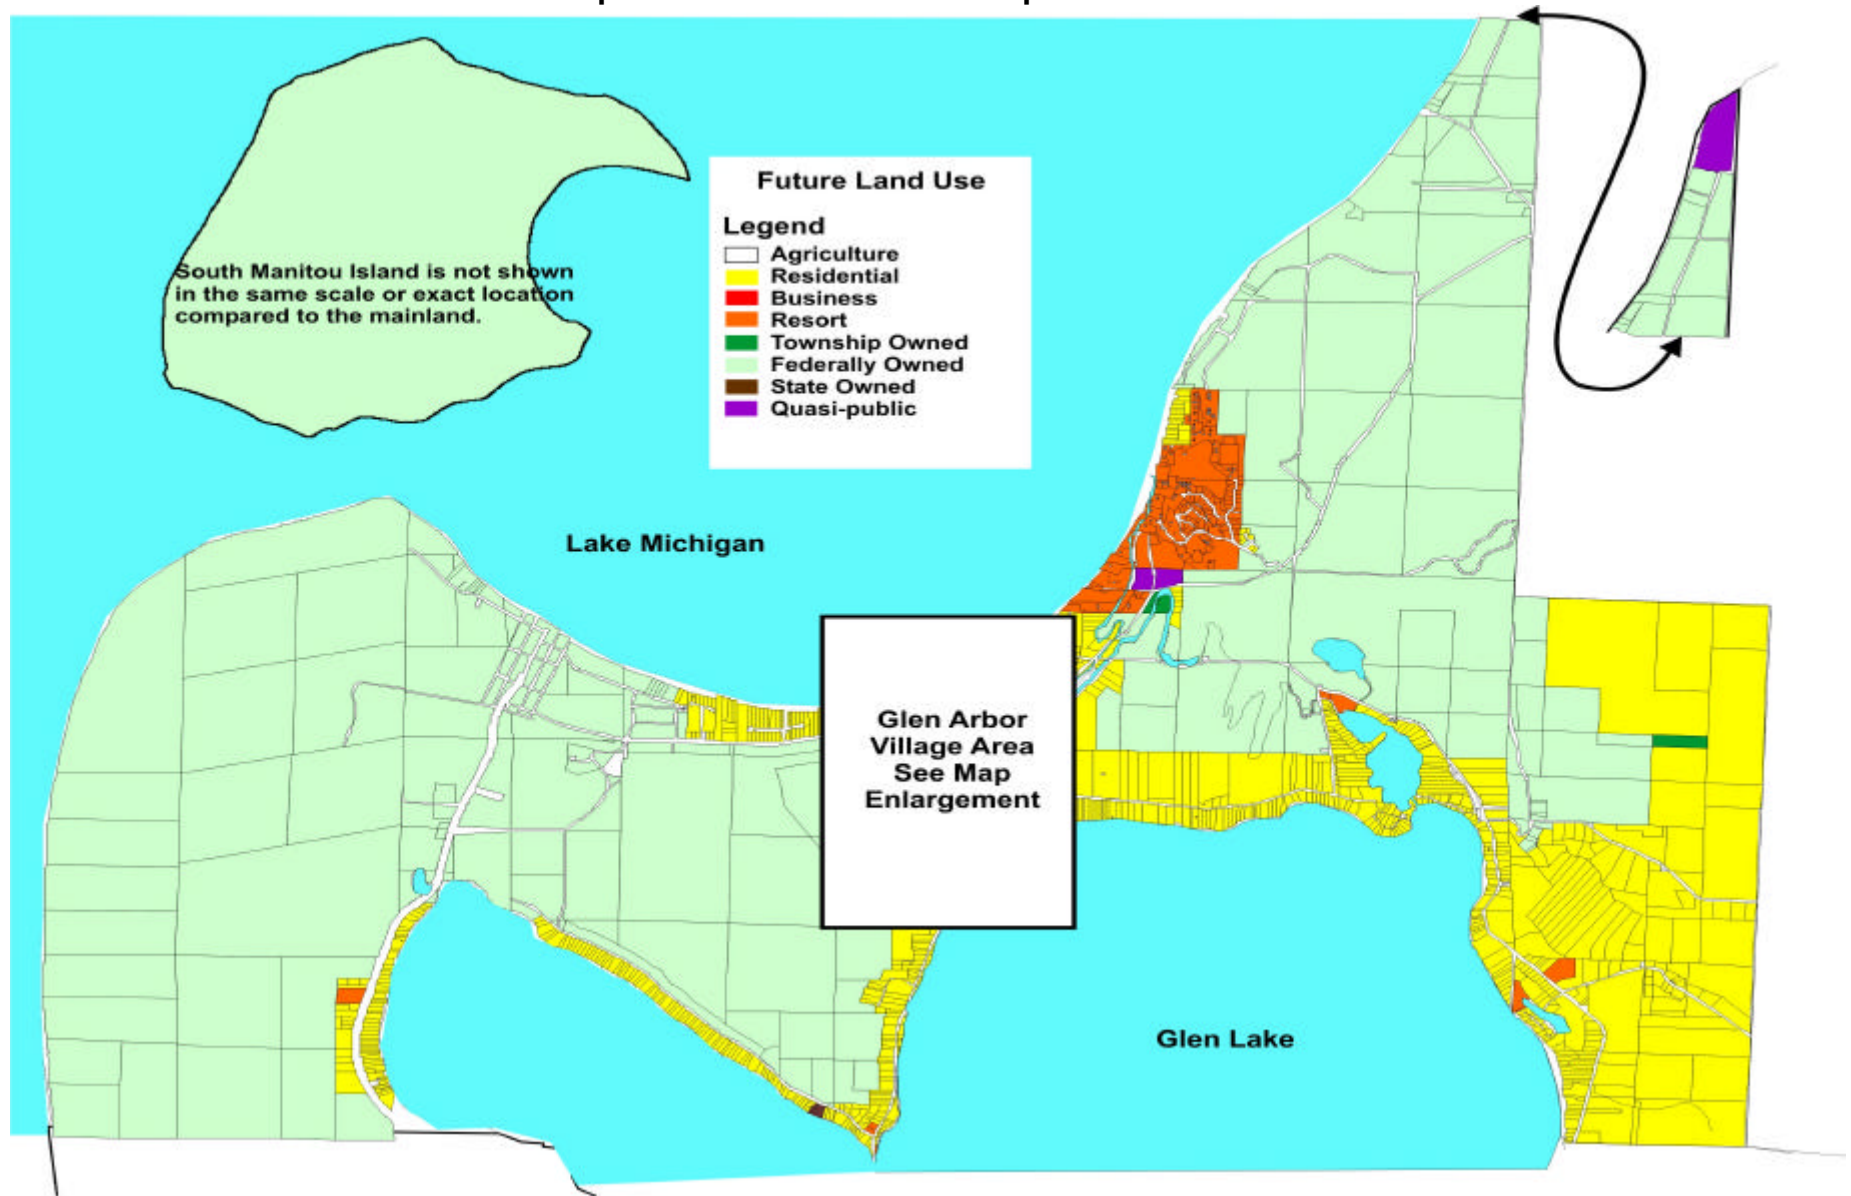 Future Land Use
Legend
Agriculture
Residential
Business
Resort
Township Owned
Federally Owned
State Owned
Quasi-public
South Manitou Island is not shown
in the same scale or exact location
compared to the mainland.
Lake Michigan
Glen Arbor
Village Area
See Map
Enlargement
Glen Lake